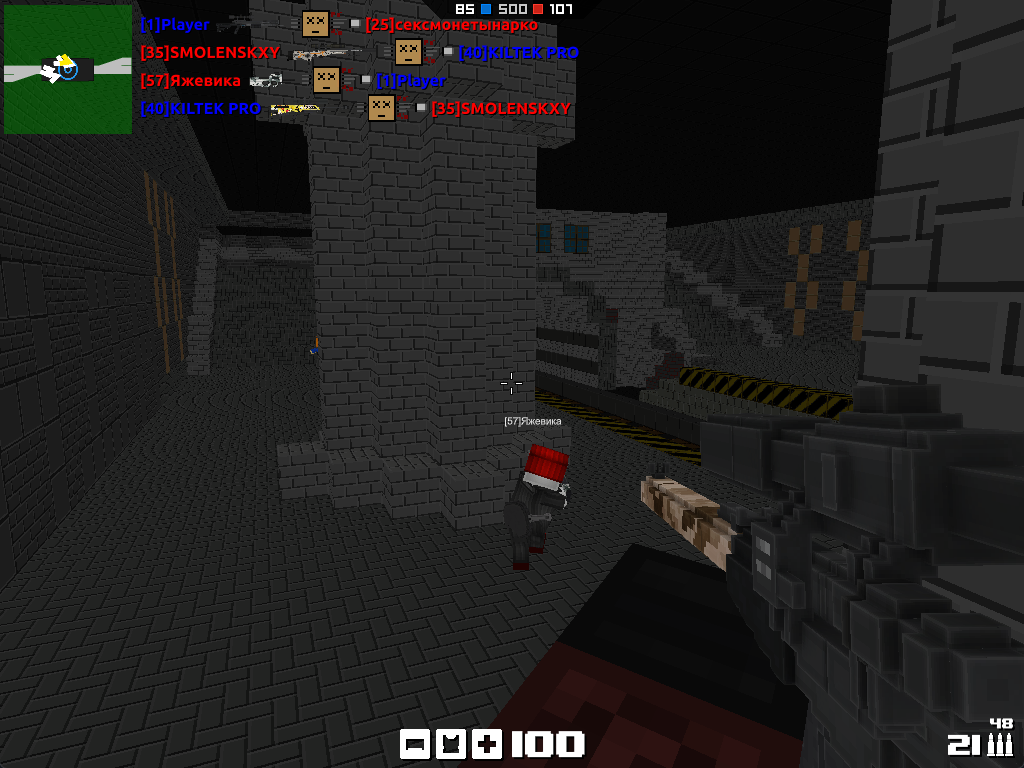 85 500 107
[1]Player [25]сексмонетынарко
[35]SMOLENSKXY [40]KILTEK PRO
[57]Яжевика [1]Player
[40]KILTEK PRO [35]SMOLENSKXY
[57]Яжевика
100
48
21